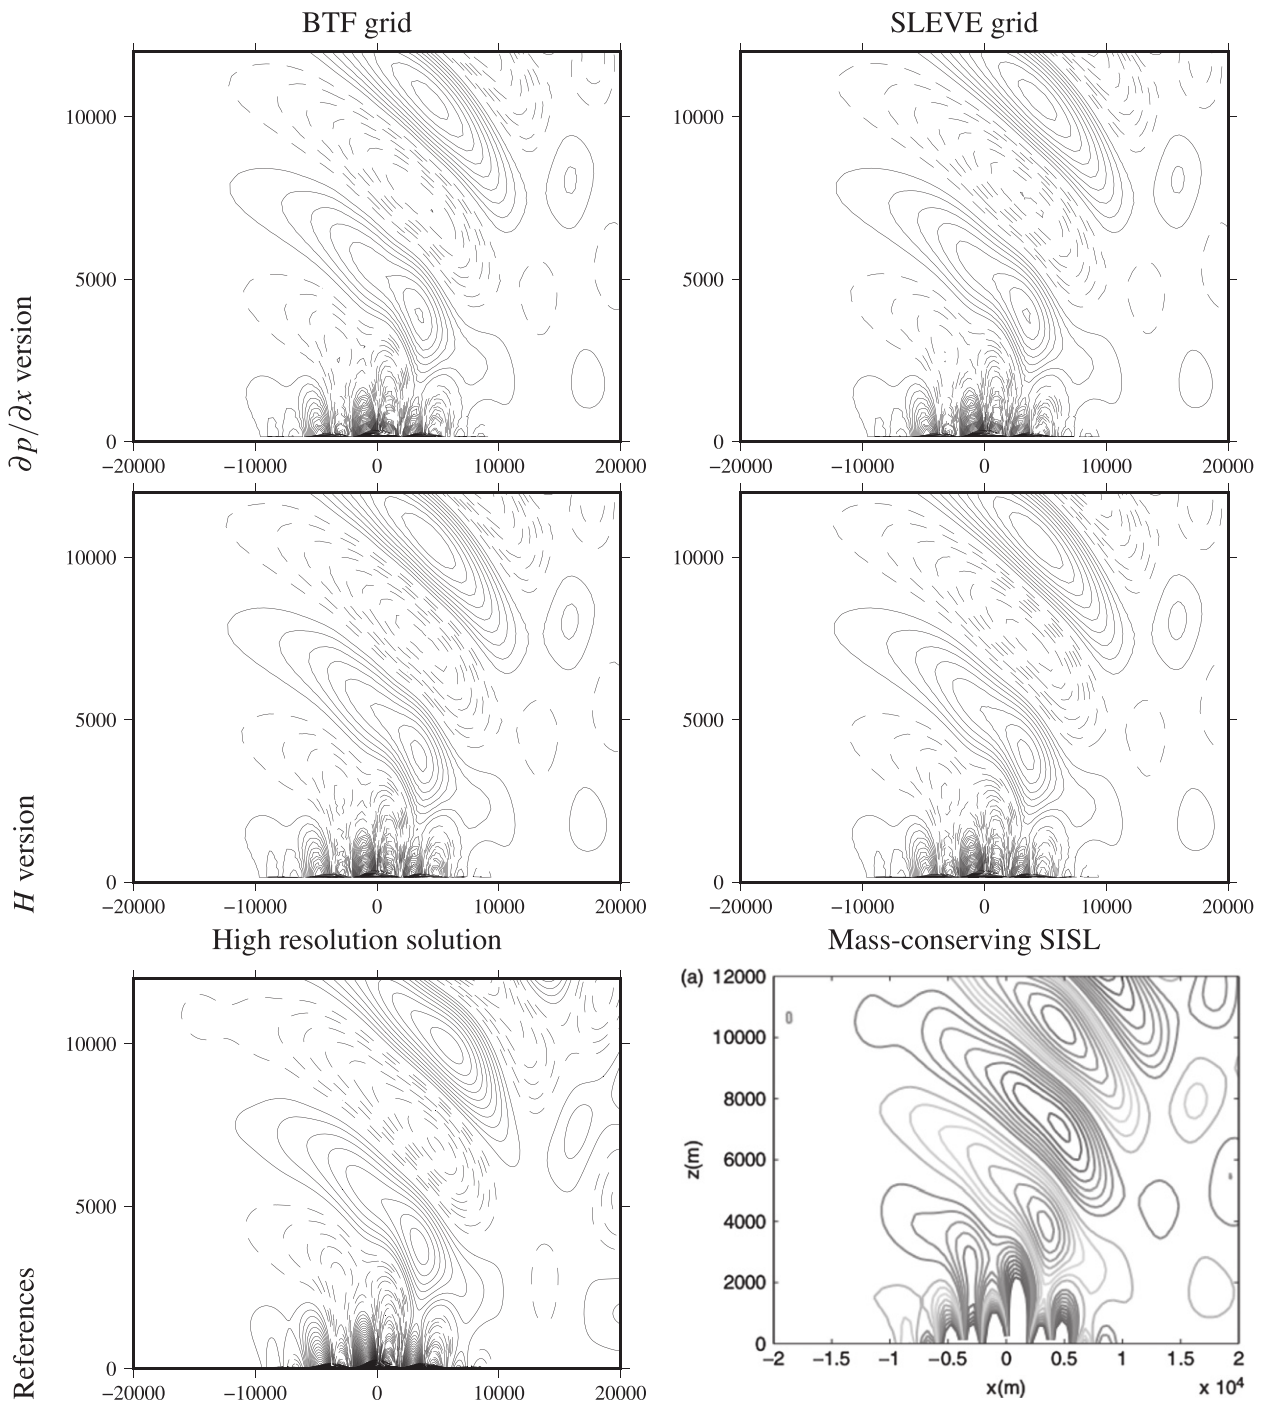 BTF grid SLEVE grid
10000 10000
5000 5000
∂p/∂x version
0 0
−20000 −10000 0 10000 20000 −20000 −10000 0 10000 20000
10000 10000
5000 5000
H version
0 0
−20000 −10000 0 10000 20000 −20000 −10000 0 10000 20000
High resolution solution Mass-conserving SISL
(a) 12000
10000 10000
8000
z(m)
6000
5000
4000
References
2000
0 0
−20000 −10000 0 10000 20000
−2 −1.5 −1 −0.5 0 0.5 1 1.5 2
x(m) x 10⁴